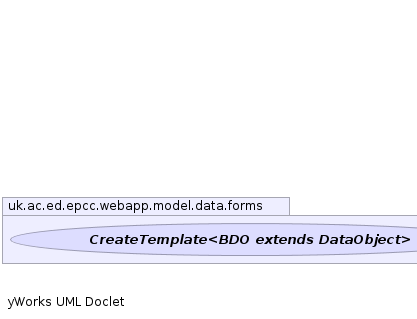 uk.ac.ed.epcc.webapp.model.data.forms
CreateTemplate<BDO extends DataObject>
yWorks UML Doclet